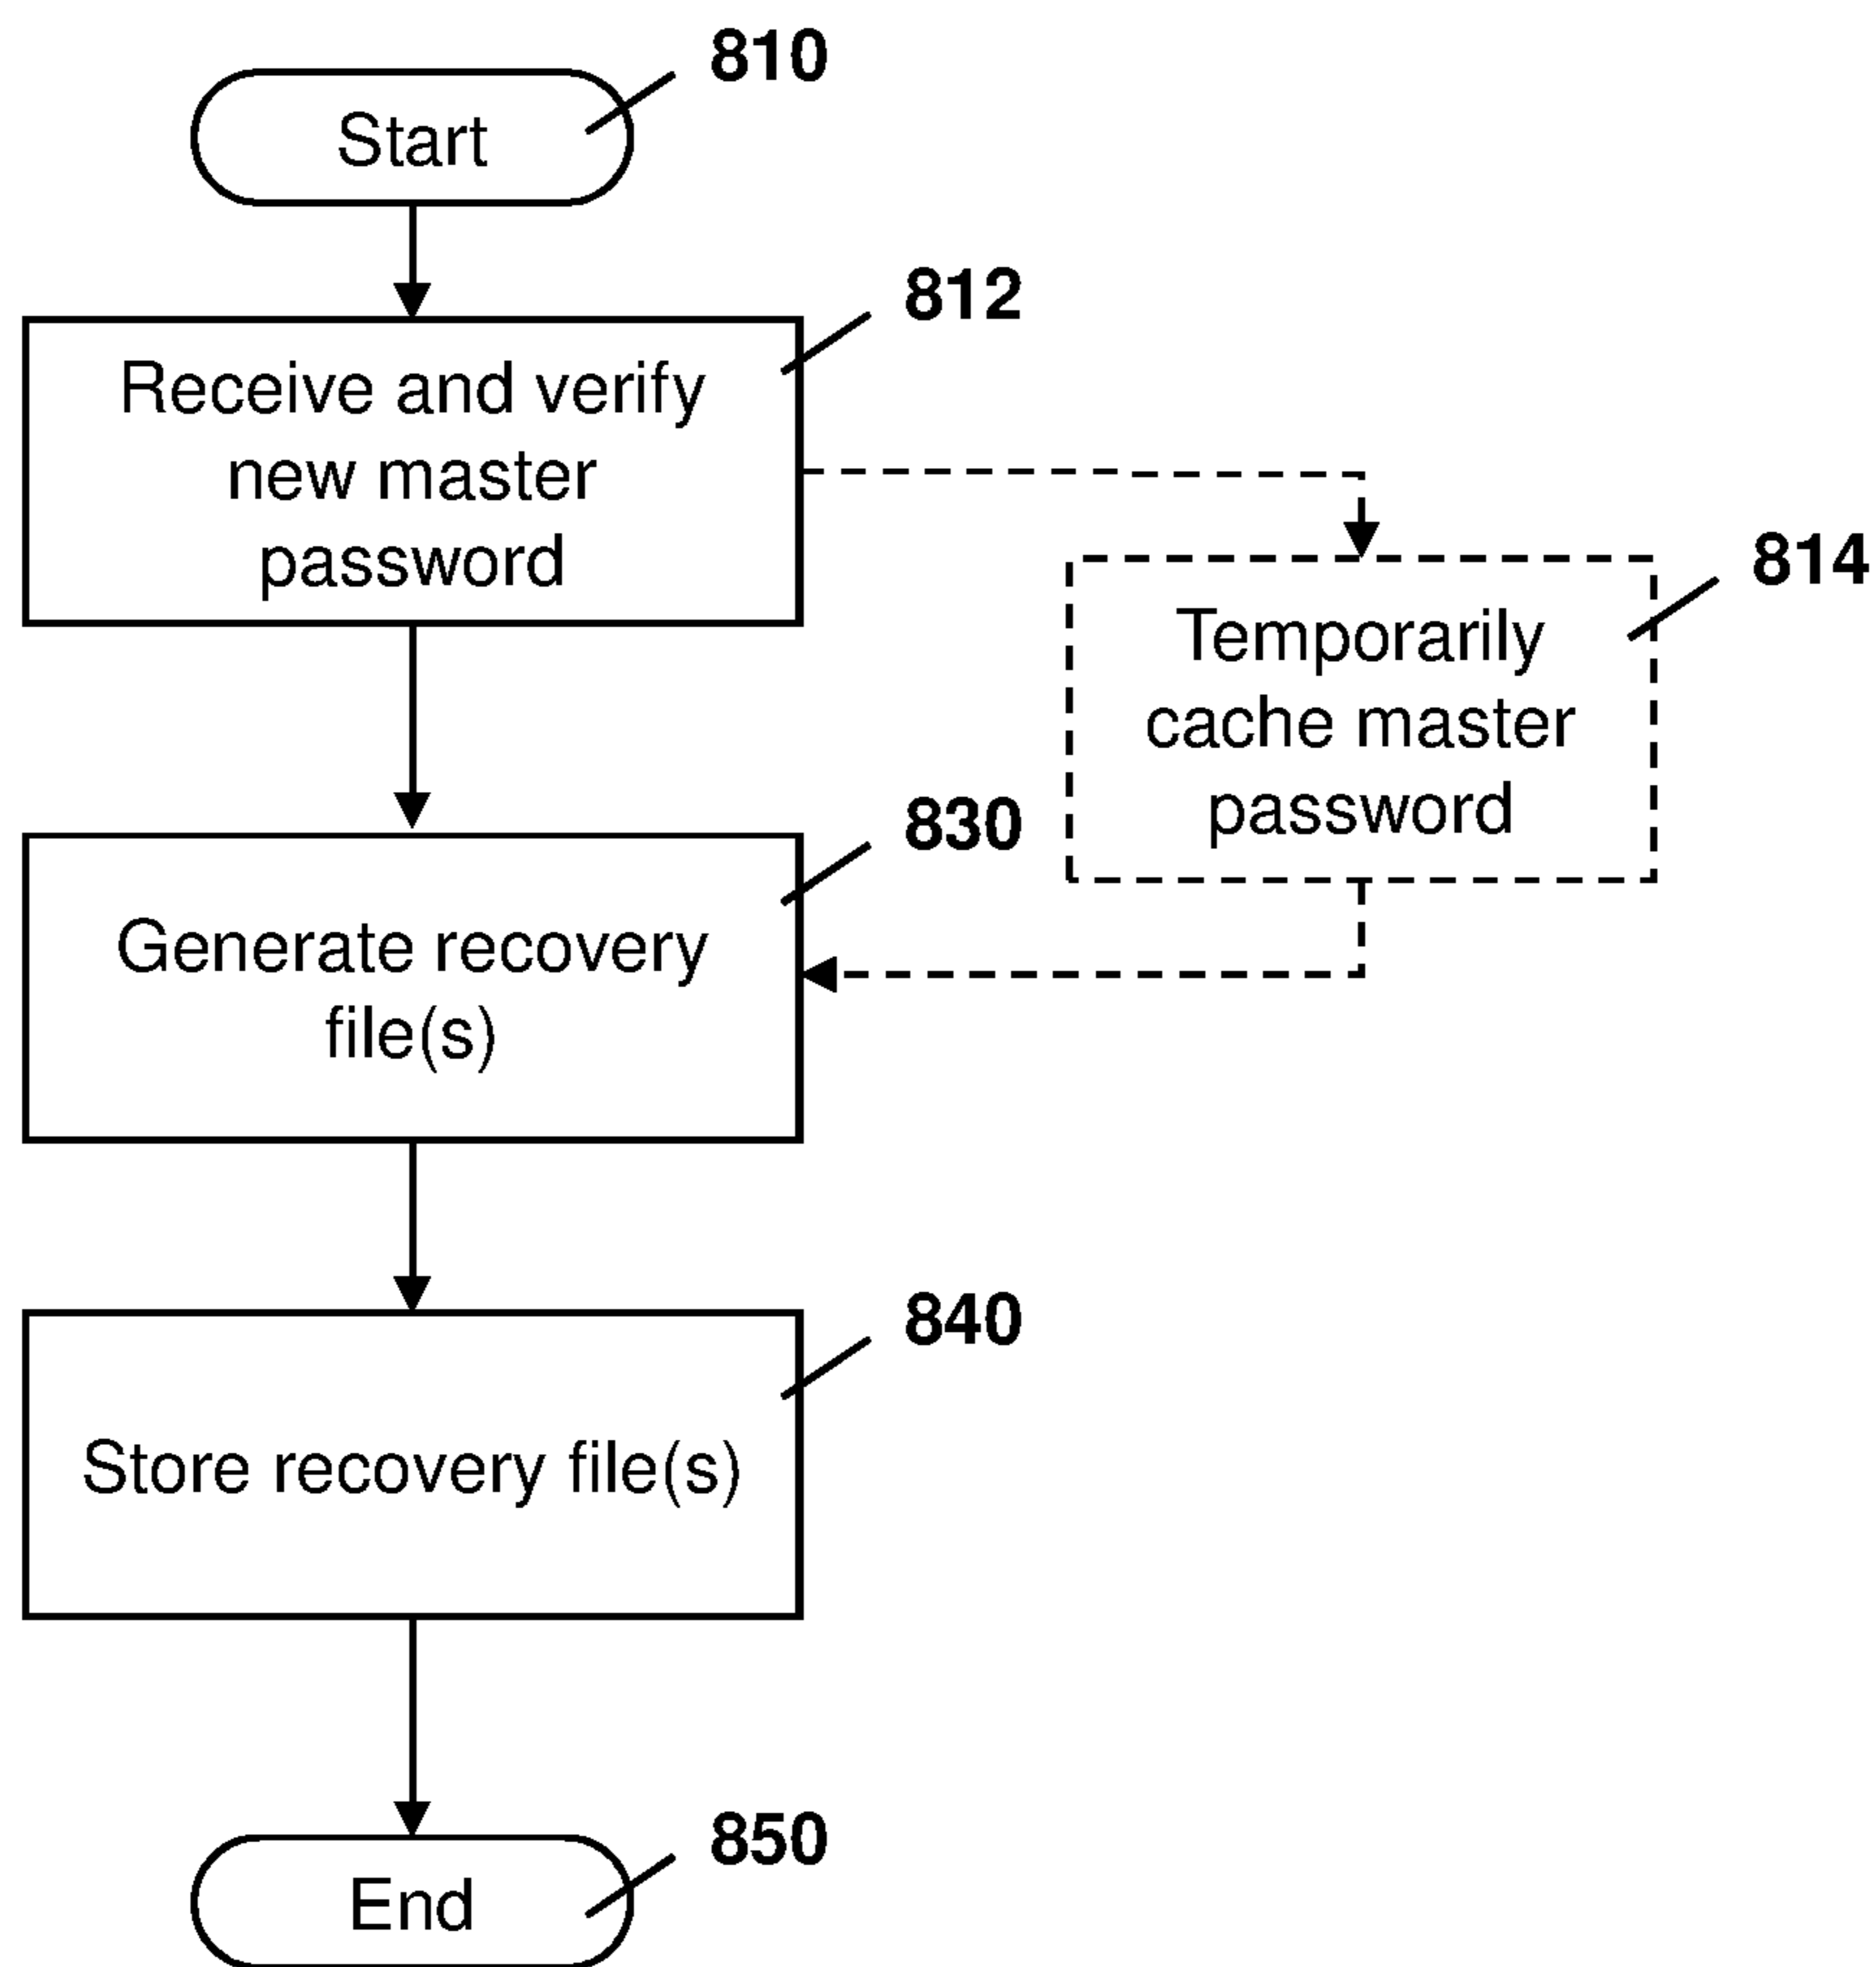 810
Start
812
Receive and verify
new master
password
814
Temporarily
cache master
password
830
Generate recovery
file(s)
840
Store recovery file(s)
850
End